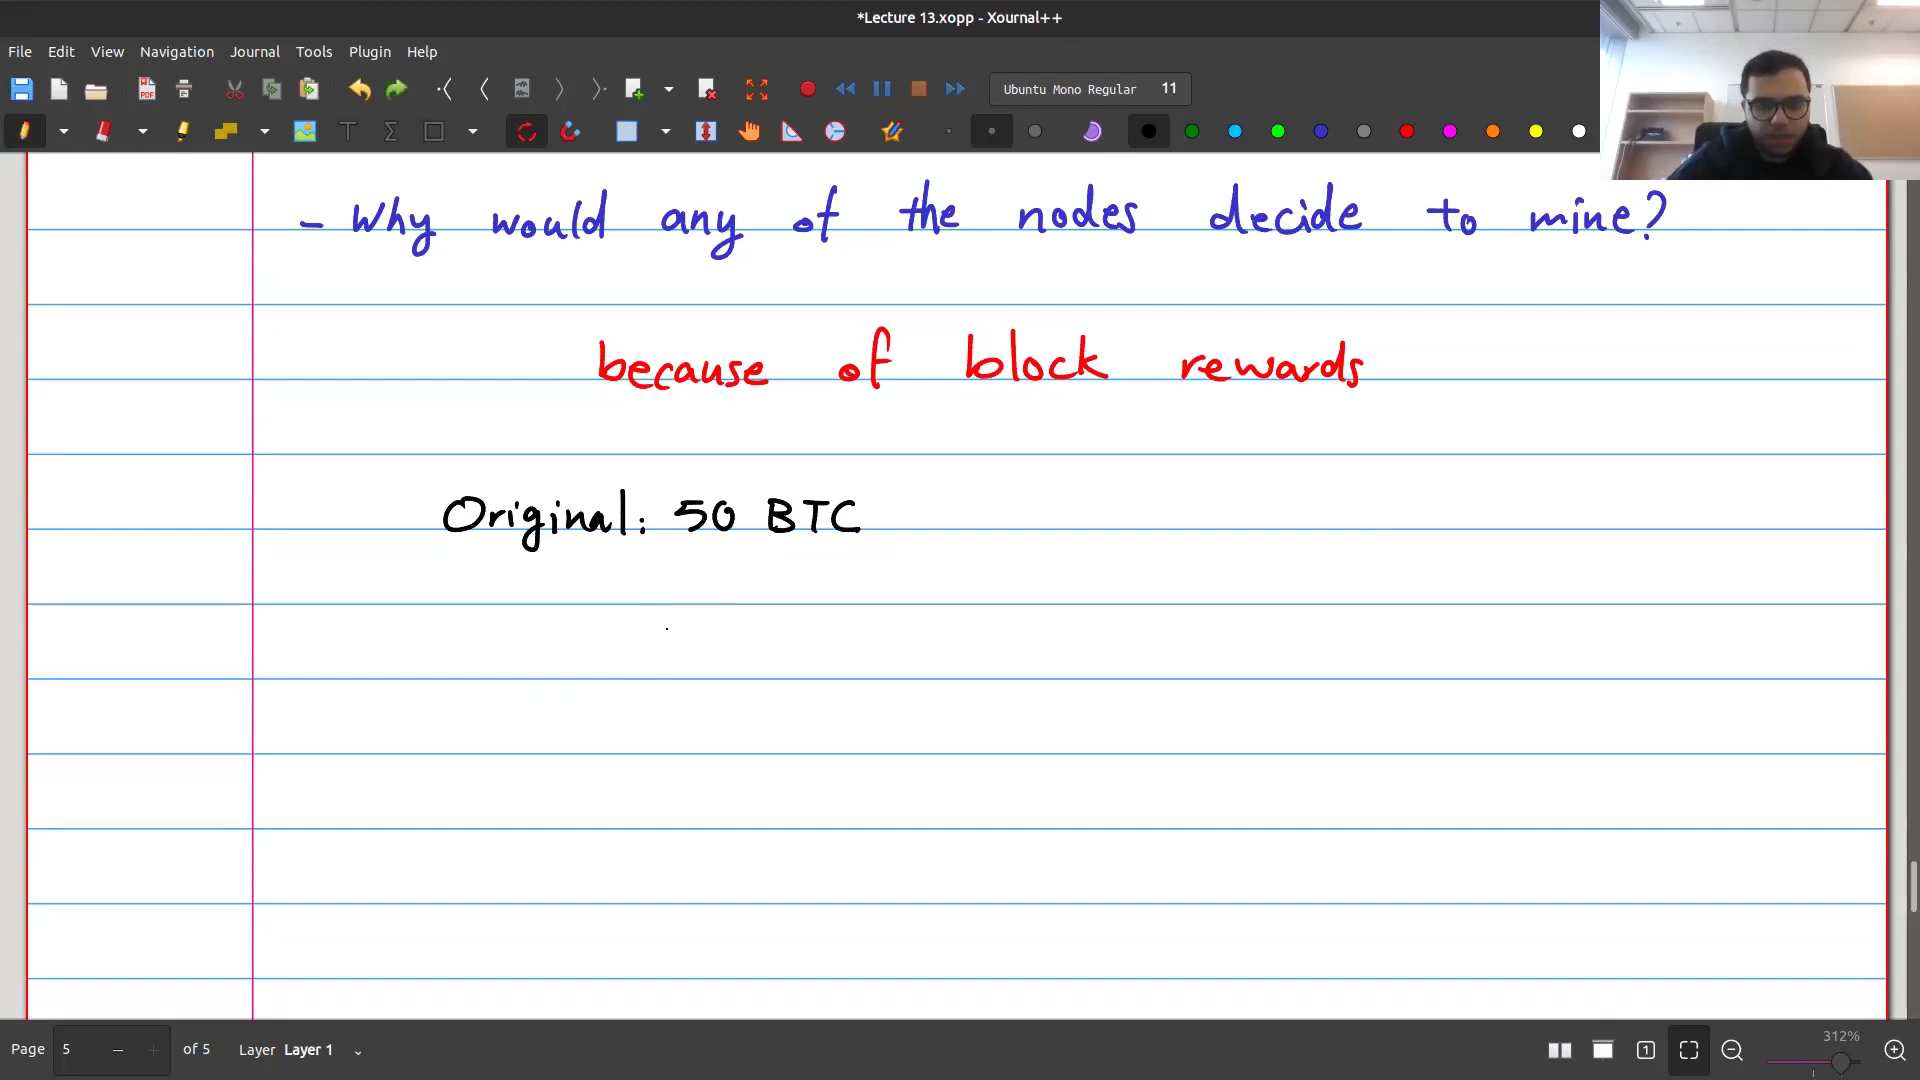 *Lecture 13.xopp - Xournal++
File Edit View Navigation Journal Tools Plugin Help
PDF
Ubuntu Mono Regular 11
- Why would any of the nodes decide to mine?
because of block rewards
Original: 50 BTC
Page 5 of 5 Layer Layer 1
1
312%